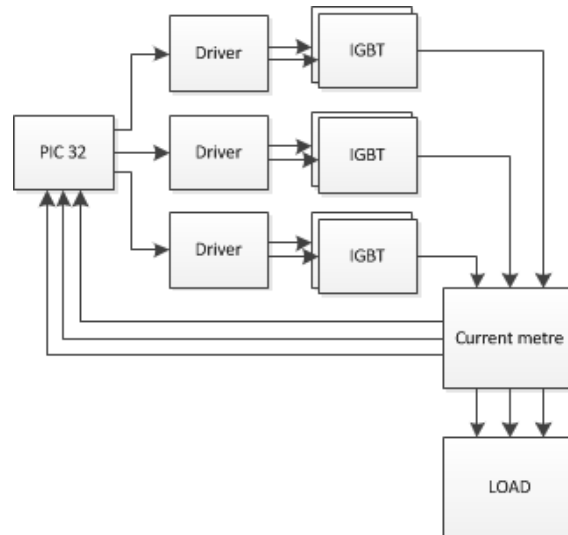 Driver
IGBT
PIC 32
Driver
IGBT
Driver
IGBT
Current metre
LOAD